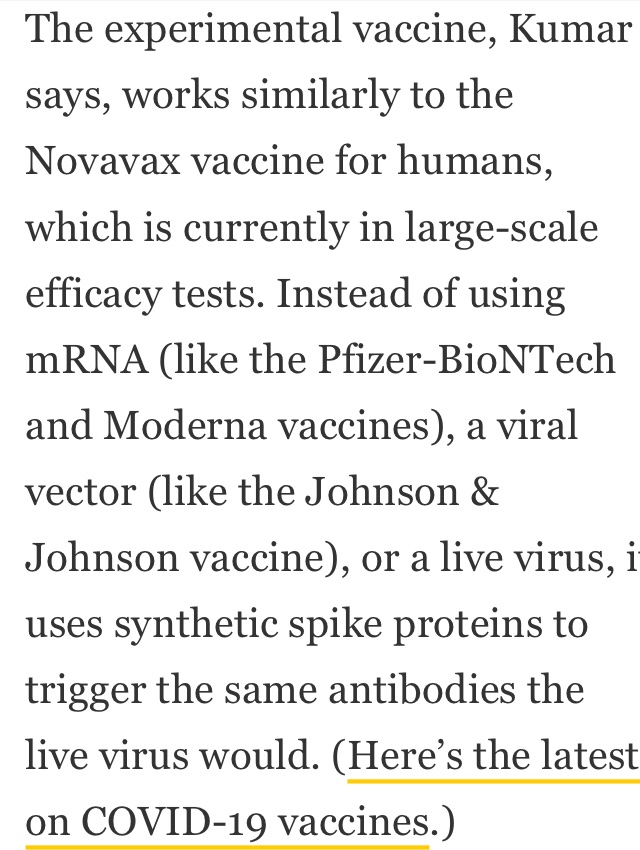 The experimental vaccine, Kumar
says, works similarly to the
Novavax vaccine for humans,
which is currently in large-scale
efficacy tests. Instead of using
mRNA (like the Pfizer-BioNTech
and Moderna vaccines), a viral
vector (like the Johnson &
Johnson vaccine), or a live virus, it
uses synthetic spike proteins to
trigger the same antibodies the
live virus would. (Here’s the latest
on COVID-19 vaccines.)